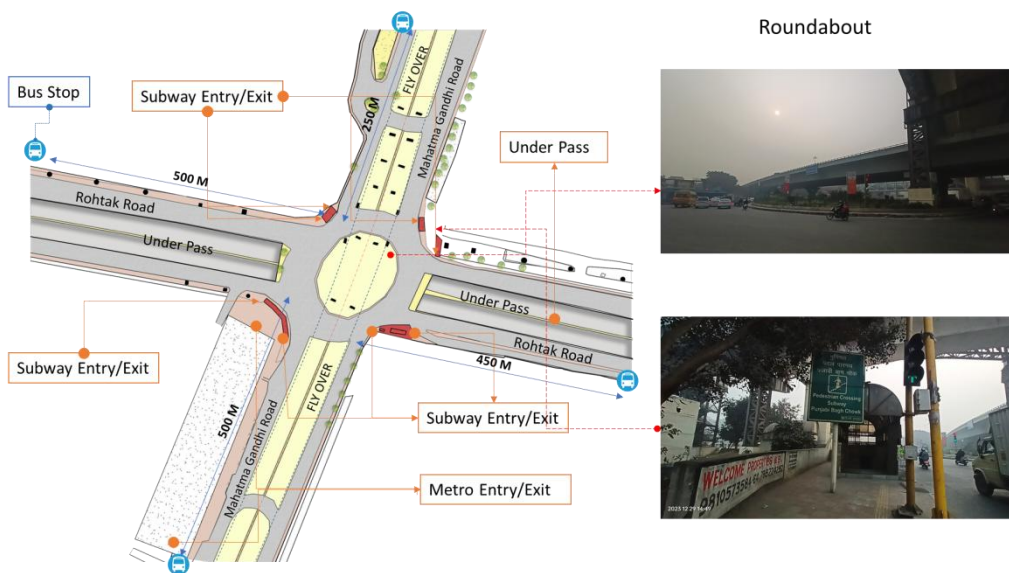 Roundabout
Bus Stop
Subway Entry/Exit
FLY OVER
250 M
Mahatma Gandhi Road
Under Pass
500 M
Rohtak Road
Under Pass
Under Pass
Rohtak Road
450 M
Subway Entry/Exit
FLY OVER
Subway Entry/Exit
500 M
Mahatma Gandhi Road
Metro Entry/Exit
Pedestrian Crossing
Subway
Punjabi Bagh Chowk
WELCOME PROPERTIES &